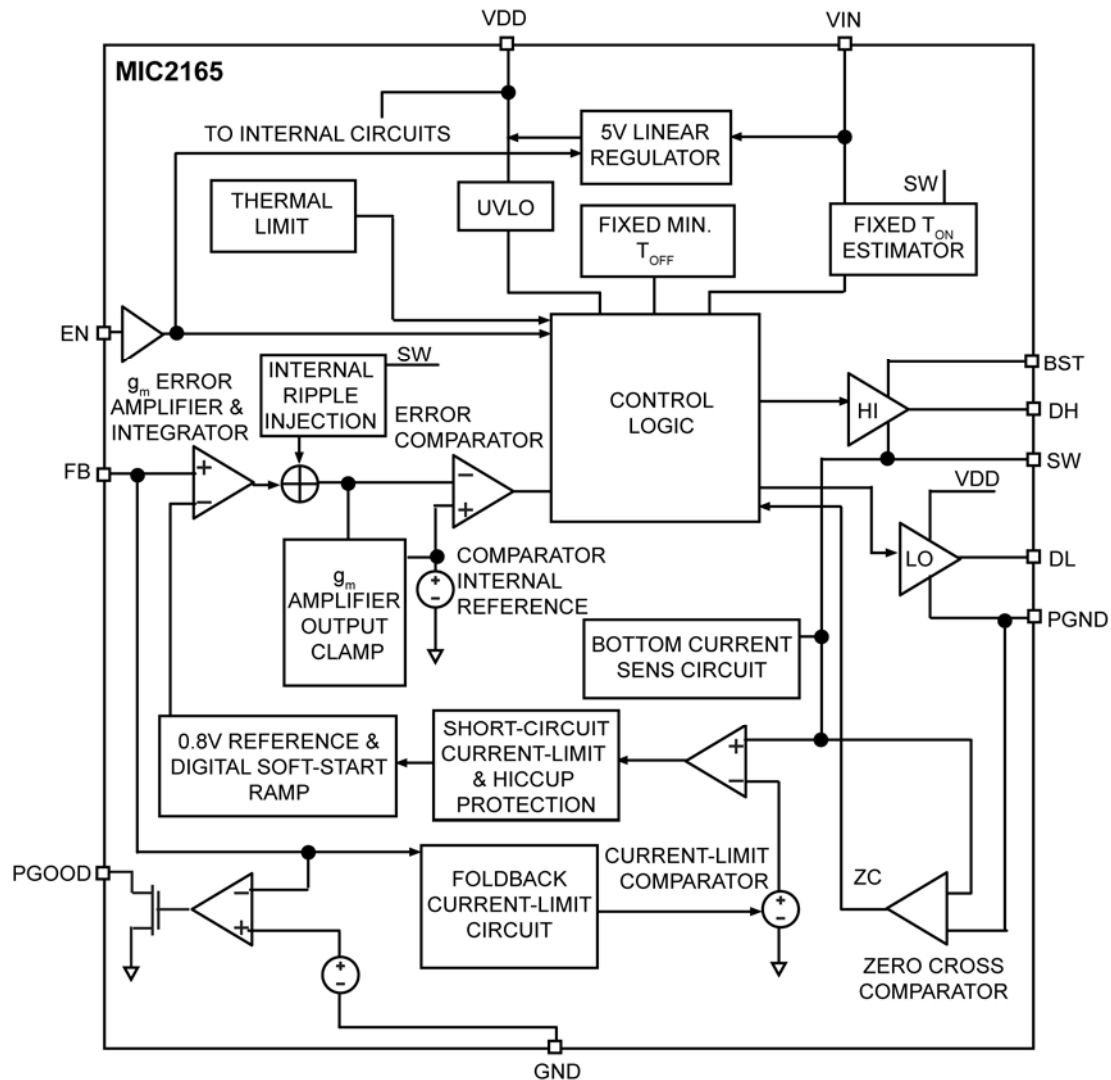 VDD
VIN
MIC2165
TO INTERNAL CIRCUITS
5V LINEAR
REGULATOR
SW
THERMAL
LIMIT
UVLO
FIXED MIN.
TOFF
FIXED TON
ESTIMATOR
EN
gm ERROR
AMPLIFIER &
INTEGRATOR
INTERNAL
RIPPLE
INJECTION
SW
ERROR
COMPARATOR
CONTROL
LOGIC
HI
BST
DH
SW
FB
+
−
−
+
VDD
LO
DL
PGND
gm
AMPLIFIER
OUTPUT
CLAMP
+
−
COMPARATOR
INTERNAL
REFERENCE
BOTTOM CURRENT
SENS CIRCUIT
0.8V REFERENCE &
DIGITAL SOFT-START
RAMP
SHORT-CIRCUIT
CURRENT-LIMIT
& HICCUP
PROTECTION
+
−
PGOOD
−
+
FOLDBACK
CURRENT-LIMIT
CIRCUIT
CURRENT-LIMIT
COMPARATOR
+
−
ZC
ZERO CROSS
COMPARATOR
+
−
GND